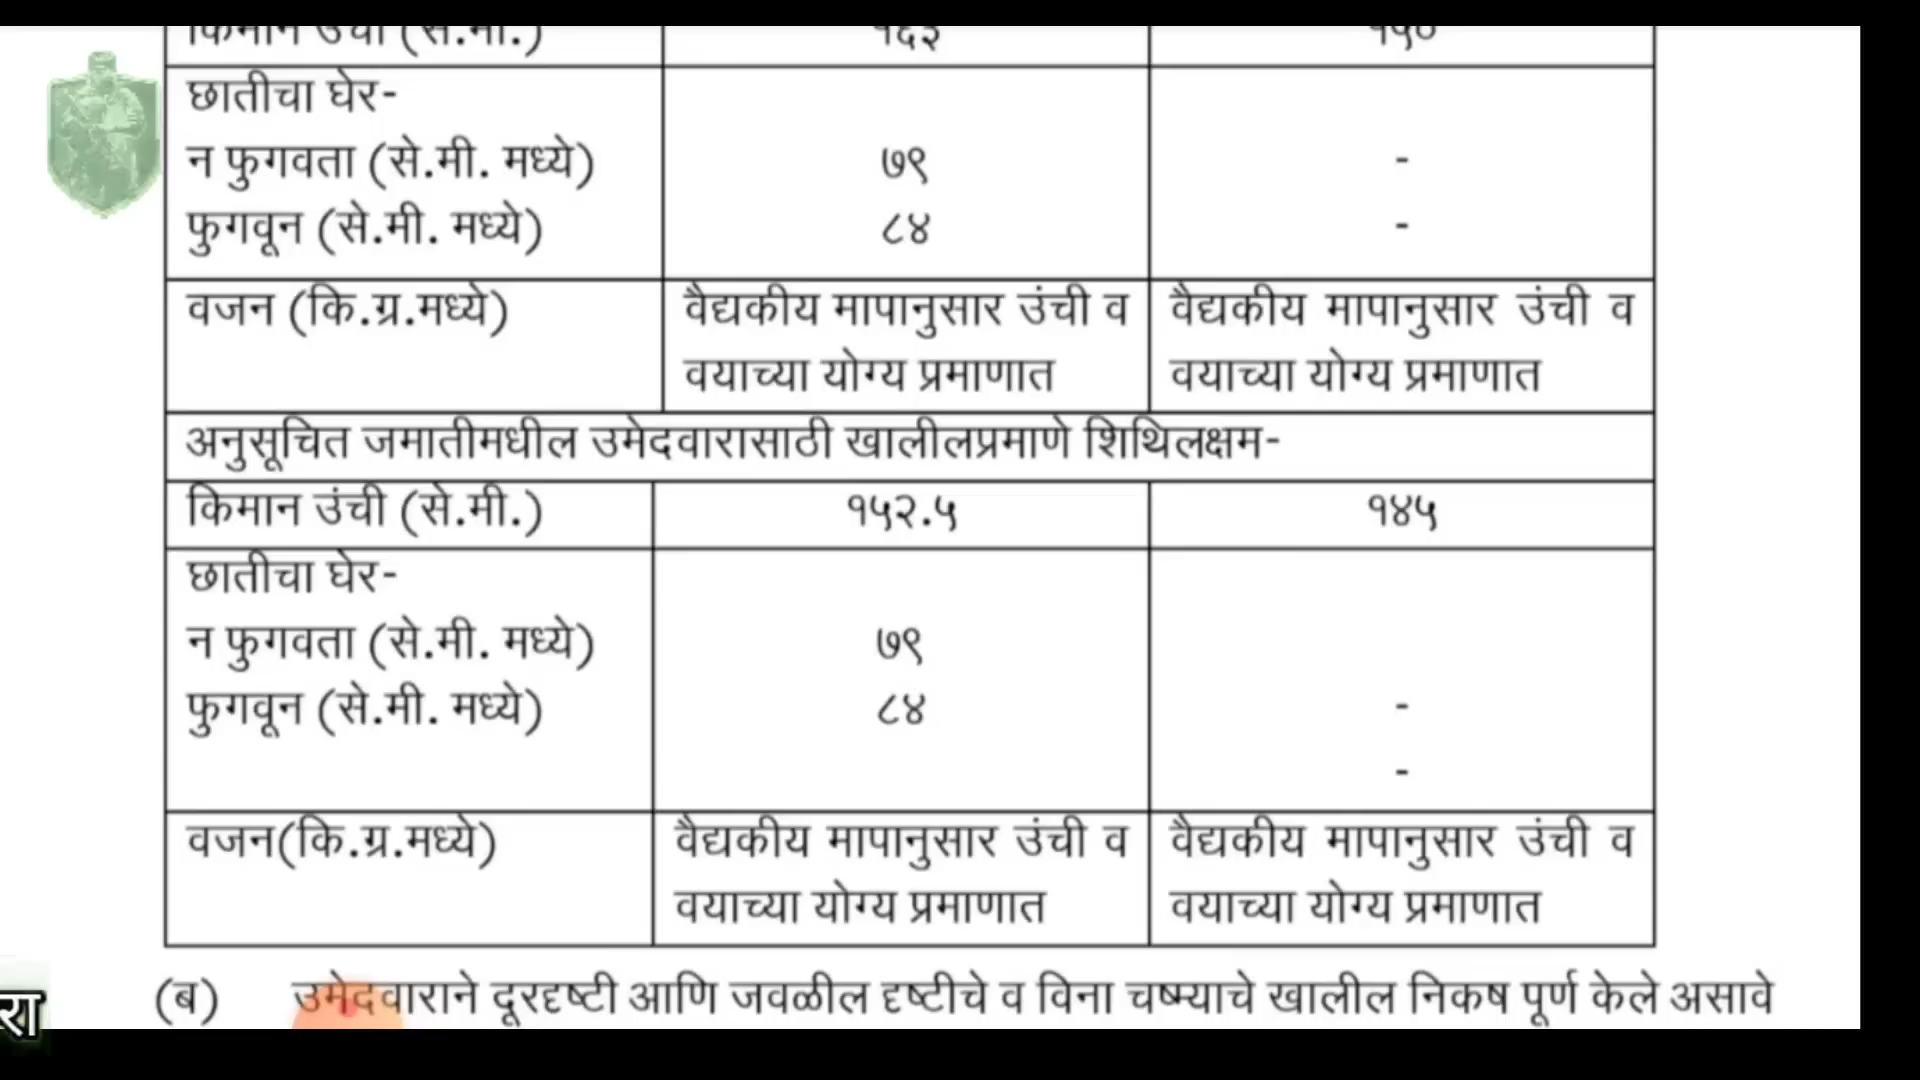 किमान उंची (से.मी.) १६३ १५०
छातीचा घेर-
न फुगवता (से.मी. मध्ये) ७९ -
फुगवून (से.मी. मध्ये) ८४ -
वजन (कि.ग्र.मध्ये) वैद्यकीय मापानुसार उंची व वैद्यकीय मापानुसार उंची व
वयाच्या योग्य प्रमाणात वयाच्या योग्य प्रमाणात
अनुसूचित जमातीमधील उमेदवारासाठी खालीलप्रमाणे शिथिलक्षम-
किमान उंची (से.मी.) १५२.५ १४५
छातीचा घेर-
न फुगवता (से.मी. मध्ये) ७९
फुगवून (से.मी. मध्ये) ८४ -
-
वजन(कि.ग्र.मध्ये) वैद्यकीय मापानुसार उंची व वैद्यकीय मापानुसार उंची व
वयाच्या योग्य प्रमाणात वयाच्या योग्य प्रमाणात
(ब) उमेदवाराने दूरदृष्टी आणि जवळील दृष्टीचे व विना चष्म्याचे खालील निकष पूर्ण केले असावे
रा